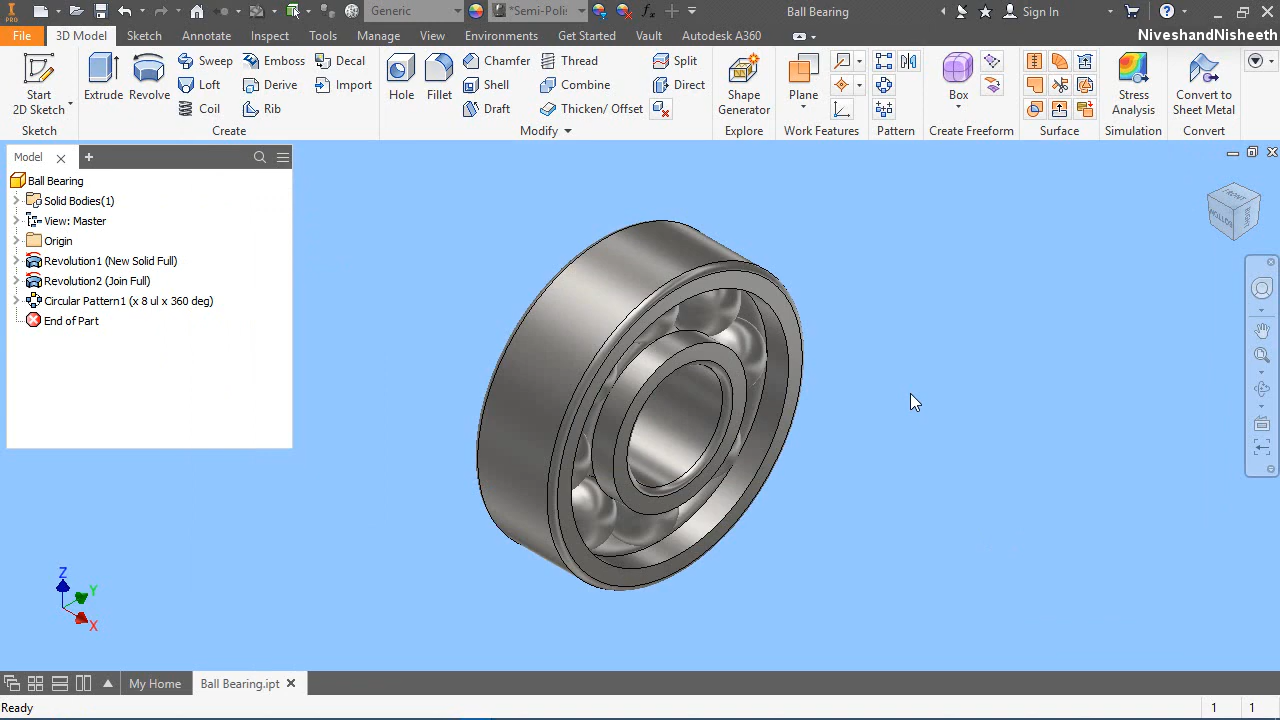 PRO
Generic
*Semi-Polis
fx
Ball Bearing
Sign In
File
3D Model
Sketch
Annotate
Inspect
Tools
Manage
View
Environments
Get Started
Vault
Autodesk A360
NiveshandNisheeth
Start
2D Sketch
Sketch
Extrude
Revolve
Sweep
Loft
Coil
Emboss
Derive
Rib
Decal
Import
Create
Hole
Fillet
Chamfer
Shell
Draft
Thread
Combine
Thicken/ Offset
Split
Direct
Modify
Shape
Generator
Explore
Plane
Work Features
Pattern
Box
Create Freeform
Surface
Stress
Analysis
Simulation
Convert to
Sheet Metal
Convert
Model
Ball Bearing
Solid Bodies(1)
View: Master
Origin
Revolution1 (New Solid Full)
Revolution2 (Join Full)
Circular Pattern1 (x 8 ul x 360 deg)
End of Part
FRONT
Z
Y
X
My Home
Ball Bearing.ipt
Ready
1
1